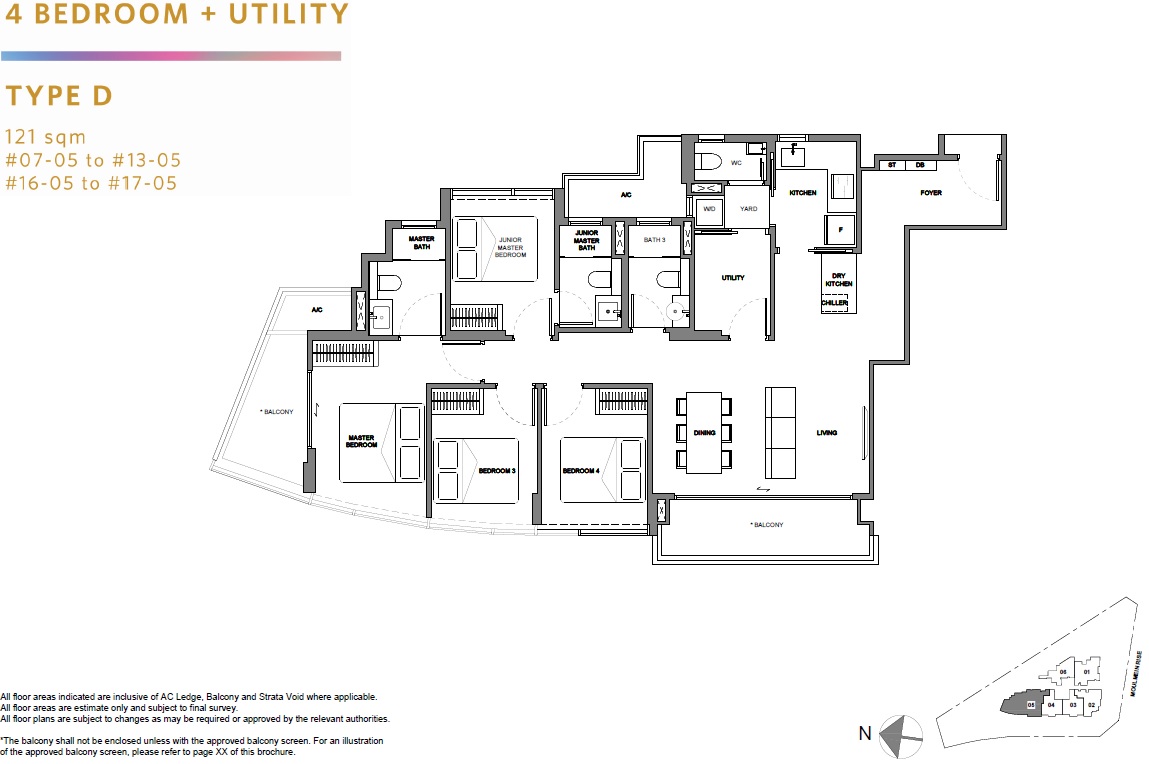 4 BEDROOM + UTILITY
TYPE D
121 sqm
#07-05 to #13-05
#16-05 to #17-05
WC
A/C
KITCHEN
ST
DB
FOYER
W/D
YARD
F
MASTER
BATH
JUNIOR
MASTER
BEDROOM
JUNIOR
MASTER
BATH
BATH 3
UTILITY
DRY
KITCHEN
CHILLER
A/C
* BALCONY
MASTER
BEDROOM
BEDROOM 3
BEDROOM 4
DINING
LIVING
* BALCONY
MOULMEIN RISE
06
01
05
04
03
02
N
All floor areas indicated are inclusive of AC Ledge, Balcony and Strata Void where applicable.
All floor areas are estimate only and subject to final survey.
All floor plans are subject to changes as may be required or approved by the relevant authorities.
*The balcony shall not be enclosed unless with the approved balcony screen. For an illustration
of the approved balcony screen, please refer to page XX of this brochure.